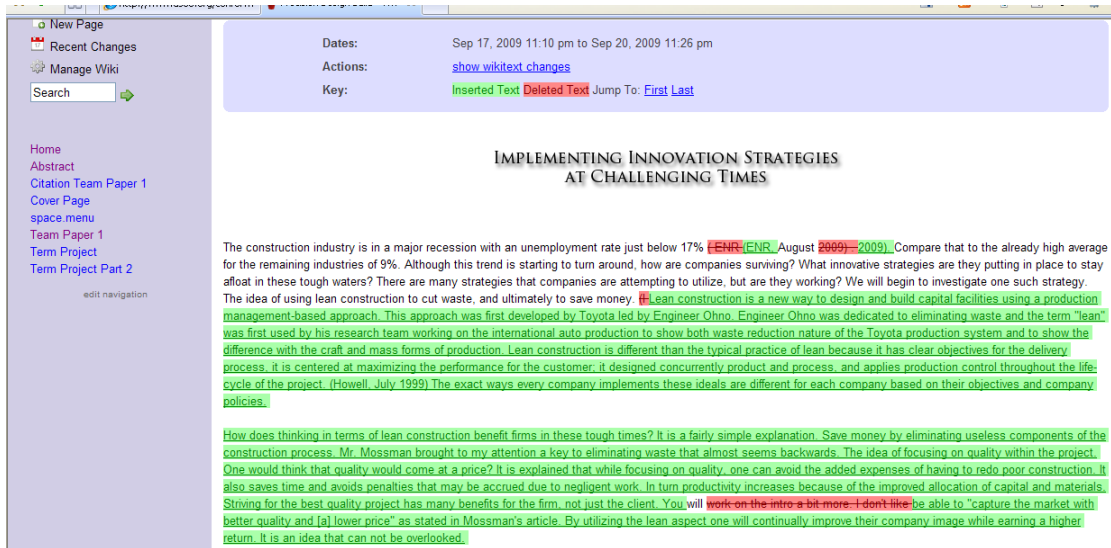 New Page
Recent Changes
Manage Wiki
Search
Home
Abstract
Citation Team Paper 1
Cover Page
space.menu
Team Paper 1
Term Project
Term Project Part 2
edit navigation
Dates: Sep 17, 2009 11:10 pm to Sep 20, 2009 11:26 pm
Actions: show wikitext changes
Key: Inserted Text Deleted Text Jump To: First Last
Implementing Innovation Strategies
at Challenging Times
The construction industry is in a major recession with an unemployment rate just below 17% ( ENR (ENR, August 2009) . 2009). Compare that to the already high average
for the remaining industries of 9%. Although this trend is starting to turn around, how are companies surviving? What innovative strategies are they putting in place to stay
afloat in these tough waters? There are many strategies that companies are attempting to utilize, but are they working? We will begin to investigate one such strategy.
The idea of using lean construction to cut waste, and ultimately to save money. (I Lean construction is a new way to design and build capital facilities using a production
management-based approach. This approach was first developed by Toyota led by Engineer Ohno. Engineer Ohno was dedicated to eliminating waste and the term "lean"
was first used by his research team working on the international auto production to show both waste reduction nature of the Toyota production system and to show the
difference with the craft and mass forms of production. Lean construction is different than the typical practice of lean because it has clear objectives for the delivery
process, it is centered at maximizing the performance for the customer; it designed concurrently product and process, and applies production control throughout the life-
cycle of the project. (Howell, July 1999) The exact ways every company implements these ideals are different for each company based on their objectives and company
policies.
How does thinking in terms of lean construction benefit firms in these tough times? It is a fairly simple explanation. Save money by eliminating useless components of the
construction process. Mr. Mossman brought to my attention a key to eliminating waste that almost seems backwards. The idea of focusing on quality within the project.
One would think that quality would come at a price? It is explained that while focusing on quality, one can avoid the added expenses of having to redo poor construction. It
also saves time and avoids penalties that may be accrued due to negligent work. In turn productivity increases because of the improved allocation of capital and materials.
Striving for the best quality project has many benefits for the firm, not just the client. You will work on the intro a bit more. I don't like be able to "capture the market with
better quality and [a] lower price" as stated in Mossman's article. By utilizing the lean aspect one will continually improve their company image while earning a higher
return. It is an idea that can not be overlooked.